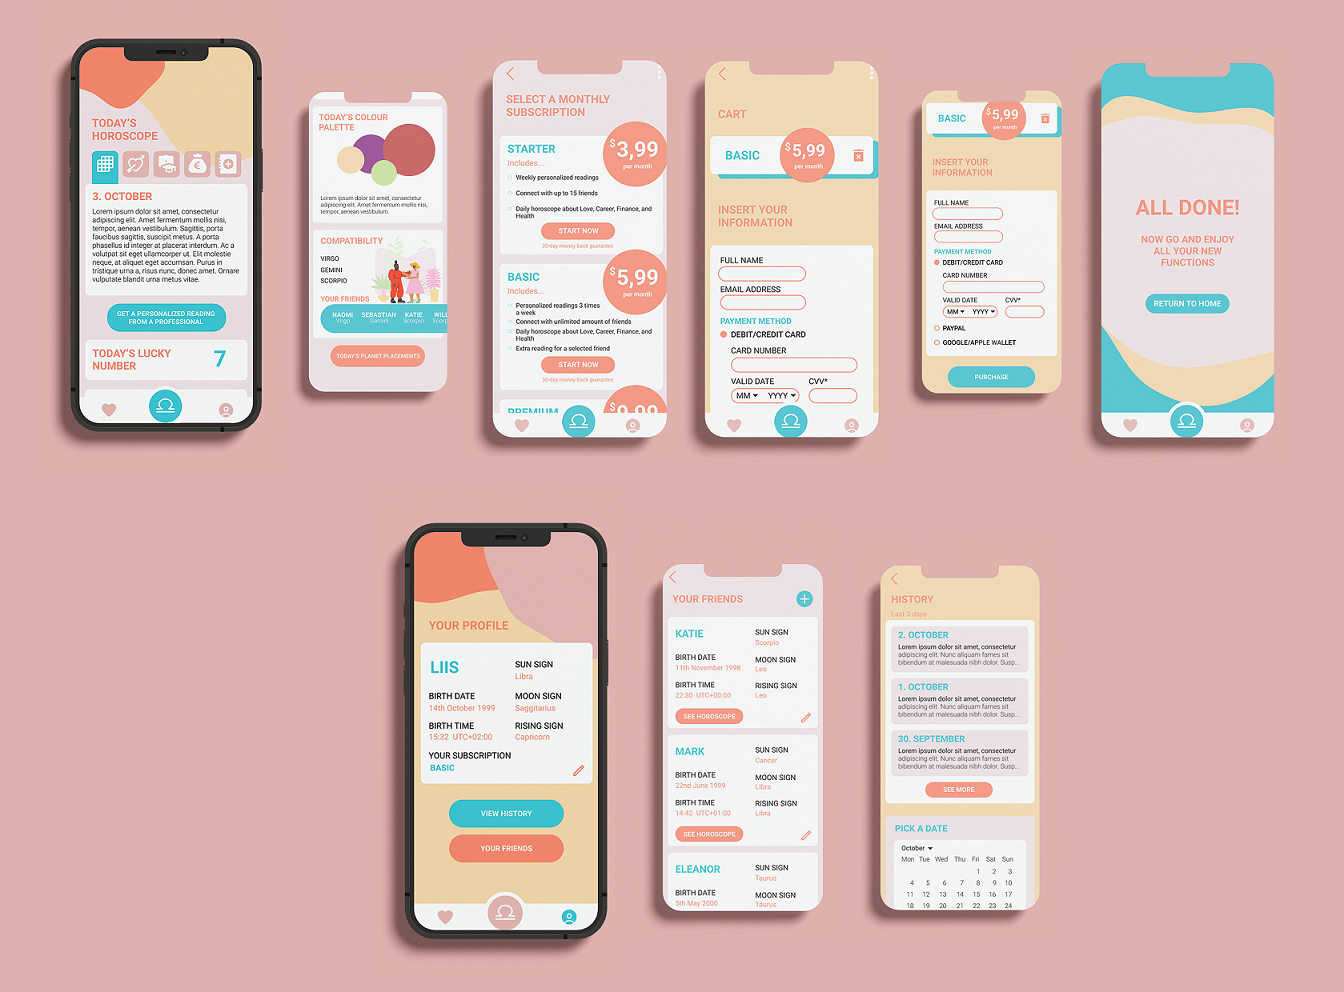 TODAY'S
HOROSCOPE
3. OCTOBER
Lorem ipsum dolor sit amet, consectetur
adipiscing elit. Amet fermentum mollis nisi,
tempor, aenean vestibulum. Sagittis, porta
faucibus sagittis, suscipit metus. A porta
phasellus id integer at placerat interdum. Ac a
volutpat sit eget ullamcorper ut. Elit molestie
neque, at aliquet eget accumsan. Purus in
tristique urna a, risus nunc, donec amet. Ornare
vulputate blandit urna metus vitae.
GET A PERSONALIZED READING
FROM A PROFESSIONAL
TODAY'S LUCKY
NUMBER
7
TODAY'S COLOUR
PALETTE
Lorem ipsum dolor sit amet, consectetur
adipiscing elit. Amet fermentum mollis nisi,
tempor, aenean vestibulum.
COMPATIBILITY
VIRGO
GEMINI
SCORPIO
YOUR FRIENDS
NAOMI SEBASTIAN KATIE WILL
Virgo Gemini Scorpio Scorp
TODAY'S PLANET PLACEMENTS
SELECT A MONTHLY
SUBSCRIPTION
STARTER
Includes...
$3,99
per month
Weekly personalized readings
Connect with up to 15 friends
Daily horoscope about Love, Career, Finance, and
Health
START NOW
30-day money back guarantee
BASIC
Includes...
$5,99
per month
Personalized readings 3 times
a week
Connect with unlimited amount of friends
Daily horoscope about Love, Career, Finance, and
Health
Extra reading for a selected friend
START NOW
30-day money back guarantee
PREMIUM
$9,99
CART
BASIC
$5,99
per month
INSERT YOUR
INFORMATION
FULL NAME
EMAIL ADDRESS
PAYMENT METHOD
DEBIT/CREDIT CARD
CARD NUMBER
VALID DATE CVV*
MM YYYY
BASIC
$5,99
per month
INSERT YOUR
INFORMATION
FULL NAME
EMAIL ADDRESS
PAYMENT METHOD
DEBIT/CREDIT CARD
CARD NUMBER
VALID DATE CVV*
MM YYYY
PAYPAL
GOOGLE/APPLE WALLET
PURCHASE
ALL DONE!
NOW GO AND ENJOY
ALL YOUR NEW
FUNCTIONS
RETURN TO HOME
YOUR PROFILE
LIIS
SUN SIGN
Libra
BIRTH DATE
14th October 1999
MOON SIGN
Saggitarius
BIRTH TIME
15:32 UTC+02:00
RISING SIGN
Capricorn
YOUR SUBSCRIPTION
BASIC
VIEW HISTORY
YOUR FRIENDS
YOUR FRIENDS
KATIE
SUN SIGN
Scorpio
BIRTH DATE
11th November 1998
MOON SIGN
Leo
BIRTH TIME
22:30 UTC+00:00
RISING SIGN
Leo
SEE HOROSCOPE
MARK
SUN SIGN
Cancer
BIRTH DATE
22nd June 1999
MOON SIGN
Libra
BIRTH TIME
14:42 UTC+01:00
RISING SIGN
Libra
SEE HOROSCOPE
ELEANOR
SUN SIGN
Taurus
BIRTH DATE
5th May 2000
MOON SIGN
Taurus
HISTORY
Last 3 days
2. OCTOBER
Lorem ipsum dolor sit amet, consectetur
adipiscing elit. Nunc aliquam fames sit
bibendum at malesuada nibh dolor. Susp...
1. OCTOBER
Lorem ipsum dolor sit amet, consectetur
adipiscing elit. Nunc aliquam fames sit
bibendum at malesuada nibh dolor. Susp...
30. SEPTEMBER
Lorem ipsum dolor sit amet, consectetur
adipiscing elit. Nunc aliquam fames sit
bibendum at malesuada nibh dolor. Susp...
SEE MORE
PICK A DATE
October
Mon Tue Wed Thu Fri Sat Sun
1 2 3
4 5 6 7 8 9 10
11 12 13 14 15 16 17
18 19 20 21 22 23 24